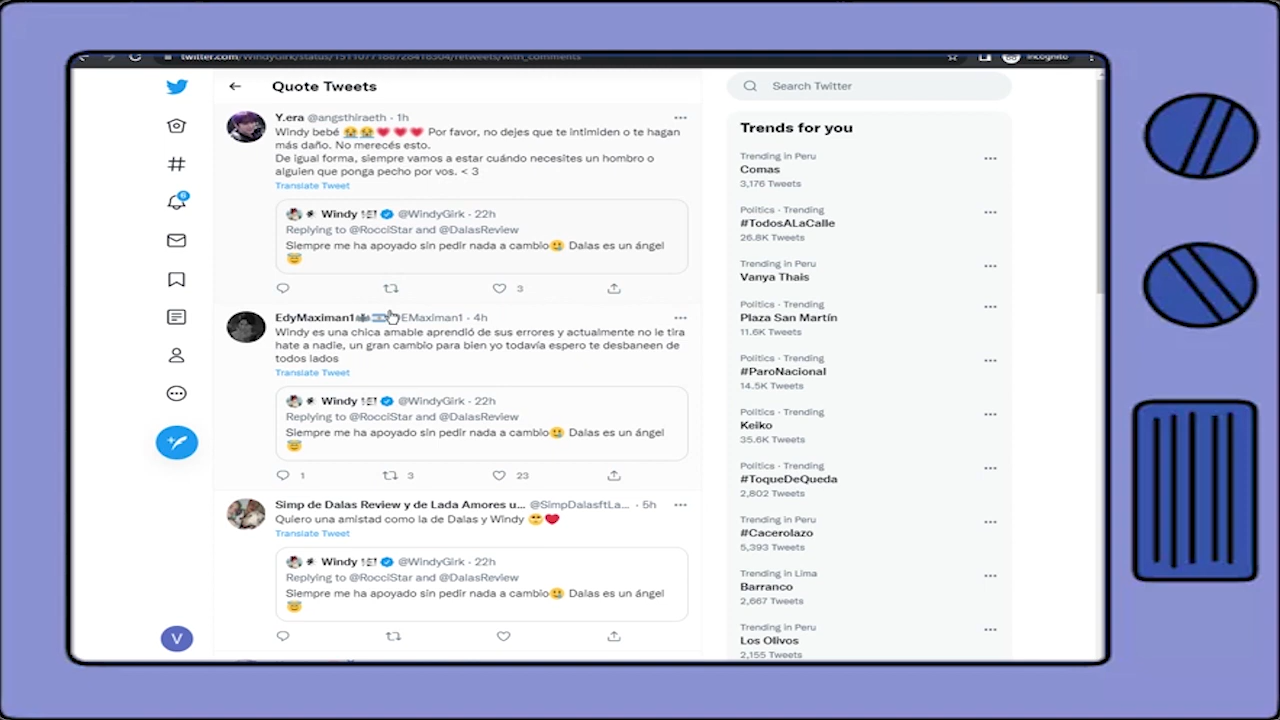 Incognito
Quote Tweets
Y.era @angsthiraeth · 1h
Windy bebé 😭😭❤️❤️❤️ Por favor, no dejes que te intimiden o te hagan
más daño. No merecés esto.
De igual forma, siempre vamos a estar cuándo necesites un hombro o
alguien que ponga pecho por vos. < 3
Translate Tweet
Windy @WindyGirk · 22h
Replying to @RocciStar and @DalasReview
Siempre me ha apoyado sin pedir nada a cambio🥲 Dalas es un ángel
😇
3
EdyMaximan1 EMaximan1 · 4h
Windy es una chica amable aprendió de sus errores y actualmente no le tira
hate a nadie, un gran cambio para bien yo todavía espero te desbaneen de
todos lados
Translate Tweet
Windy @WindyGirk · 22h
Replying to @RocciStar and @DalasReview
Siempre me ha apoyado sin pedir nada a cambio🥲 Dalas es un ángel
😇
1 3 23
Simp de Dalas Review y de Lada Amores u... @SimpDalasftLa... · 5h
Quiero una amistad como la de Dalas y Windy 🥺❤️
Translate Tweet
Windy @WindyGirk · 22h
Replying to @RocciStar and @DalasReview
Siempre me ha apoyado sin pedir nada a cambio🥲 Dalas es un ángel
😇
6
V
Search Twitter
Trends for you
Trending in Peru
Comas
3,176 Tweets
Politics · Trending
#TodosALaCalle
26.8K Tweets
Trending in Peru
Vanya Thais
Politics · Trending
Plaza San Martín
11.6K Tweets
Politics · Trending
#ParoNacional
14.5K Tweets
Politics · Trending
Keiko
35.6K Tweets
Politics · Trending
#ToqueDeQueda
2,802 Tweets
Trending in Peru
#Cacerolazo
5,393 Tweets
Trending in Lima
Barranco
2,667 Tweets
Trending in Peru
Los Olivos
2,155 Tweets